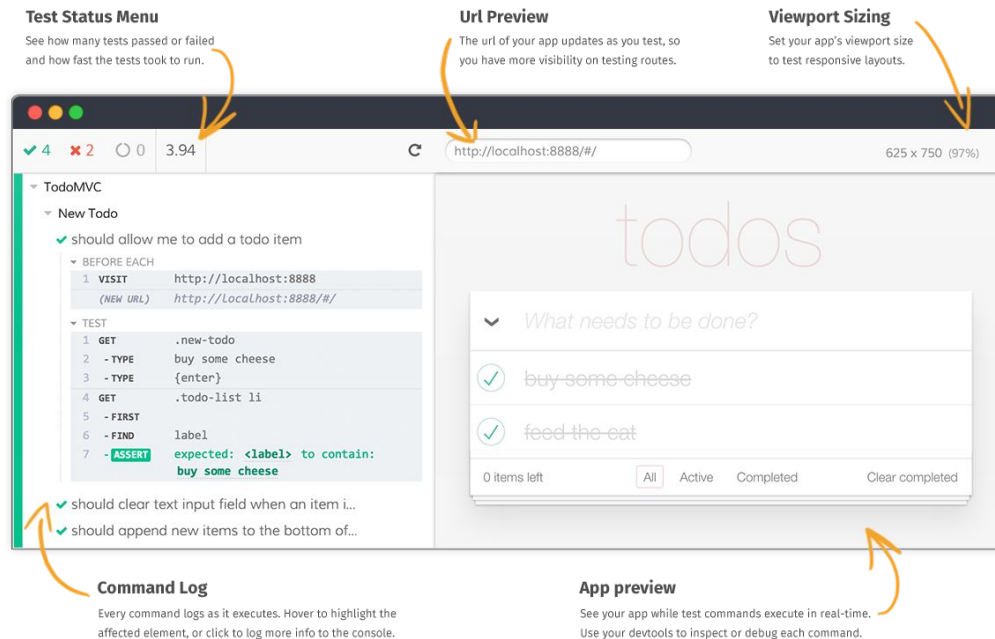 Test Status Menu
See how many tests passed or failed
and how fast the tests took to run.
Url Preview
The url of your app updates as you test, so
you have more visibility on testing routes.
Viewport Sizing
Set your app's viewport size
to test responsive layouts.
4 2 0 3.94
http://localhost:8888/#/
625 x 750 (97%)
TodoMVC
New Todo
should allow me to add a todo item
BEFORE EACH
1 VISIT http://localhost:8888
(NEW URL) http://localhost:8888/#/
TEST
1 GET .new-todo
2 - TYPE buy some cheese
3 - TYPE {enter}
4 GET .todo-list li
5 - FIRST
6 - FIND label
7 - ASSERT expected: <label> to contain:
buy some cheese
should clear text input field when an item i...
should append new items to the bottom of...
todos
What needs to be done?
buy some cheese
feed the cat
0 items left All Active Completed Clear completed
Command Log
Every command logs as it executes. Hover to highlight the
affected element, or click to log more info to the console.
App preview
See your app while test commands execute in real-time.
Use your devtools to inspect or debug each command.